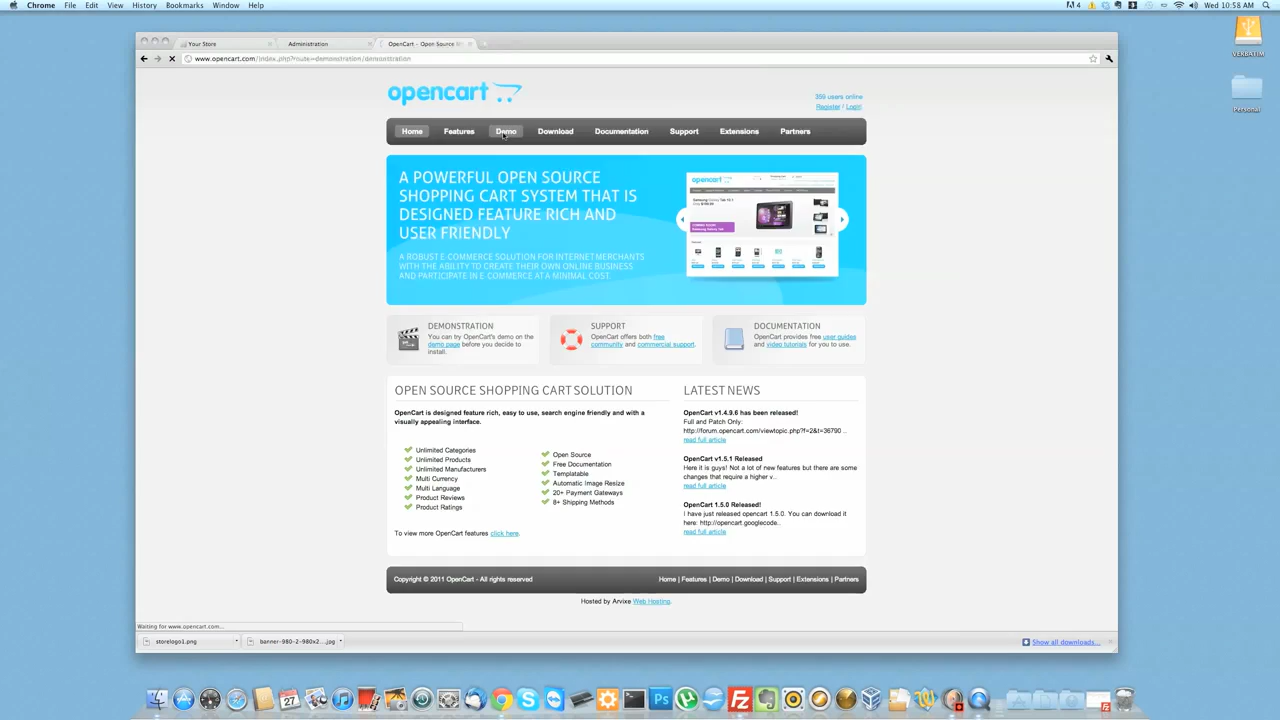 Chrome File Edit View History Bookmarks Window Help
4 Wed 10:58 AM
Your Store
Administration
OpenCart - Open Source
www.opencart.com/index.php?route=demonstration/demonstration
VERBATIM
Personal
opencart
359 users online
Register / Login
Home Features Demo Download Documentation Support Extensions Partners
A POWERFUL OPEN SOURCE
SHOPPING CART SYSTEM THAT IS
DESIGNED FEATURE RICH AND
USER FRIENDLY
A ROBUST E-COMMERCE SOLUTION FOR INTERNET MERCHANTS
WITH THE ABILITY TO CREATE THEIR OWN ONLINE BUSINESS
AND PARTICIPATE IN E-COMMERCE AT A MINIMAL COST.
opencart
DEMONSTRATION
You can try OpenCart's demo on the
demo page before you decide to
install.
SUPPORT
OpenCart offers both free
community and commercial support.
DOCUMENTATION
OpenCart provides free user guides
and video tutorials for you to use.
OPEN SOURCE SHOPPING CART SOLUTION
OpenCart is designed feature rich, easy to use, search engine friendly and with a
visually appealing interface.
Unlimited Categories
Unlimited Products
Unlimited Manufacturers
Multi Currency
Multi Language
Product Reviews
Product Ratings
Open Source
Free Documentation
Templatable
Automatic Image Resize
20+ Payment Gateways
8+ Shipping Methods
To view more OpenCart features click here.
LATEST NEWS
OpenCart v1.4.9.6 has been released!
Full and Patch Only:
http://forum.opencart.com/viewtopic.php?f=2&t=36790 ..
read full article
OpenCart v1.5.1 Released
Here it is guys! Not a lot of new features but there are some
changes that require a higher v..
read full article
OpenCart 1.5.0 Released!
I have just released opencart 1.5.0. You can download it
here: http://opencart.googlecode..
read full article
Copyright © 2011 OpenCart - All rights reserved
Home | Features | Demo | Download | Support | Extensions | Partners
Hosted by Arvixe Web Hosting.
Waiting for www.opencart.com...
storelogo1.png
banner-980-2-980x2....jpg
Show all downloads...